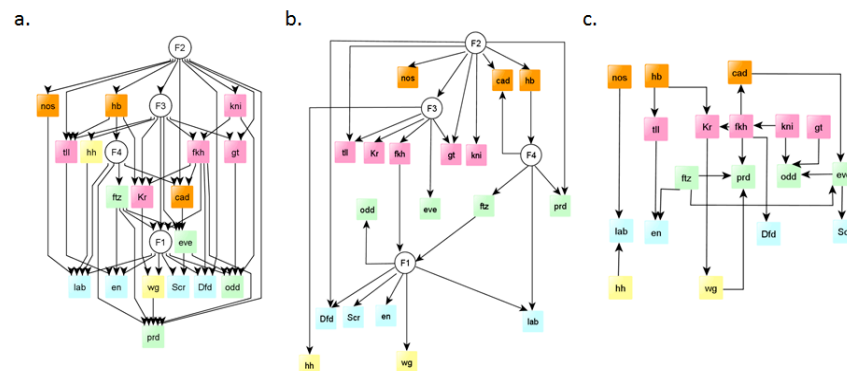 a. b. c.
F2
nos hb F3 kni
tll hh F4 fkh gt
ftz Kr cad
F1 eve
lab en wg Scr Dfd odd
prd
F2
nos cad hb
F3
tll Kr fkh gt kni F4
odd eve ftz prd
F1
Dfd Scr en lab
hh wg
nos hb cad
tll Kr fkh kni gt
ftz prd odd eve
lab en Dfd Sc
hh wg